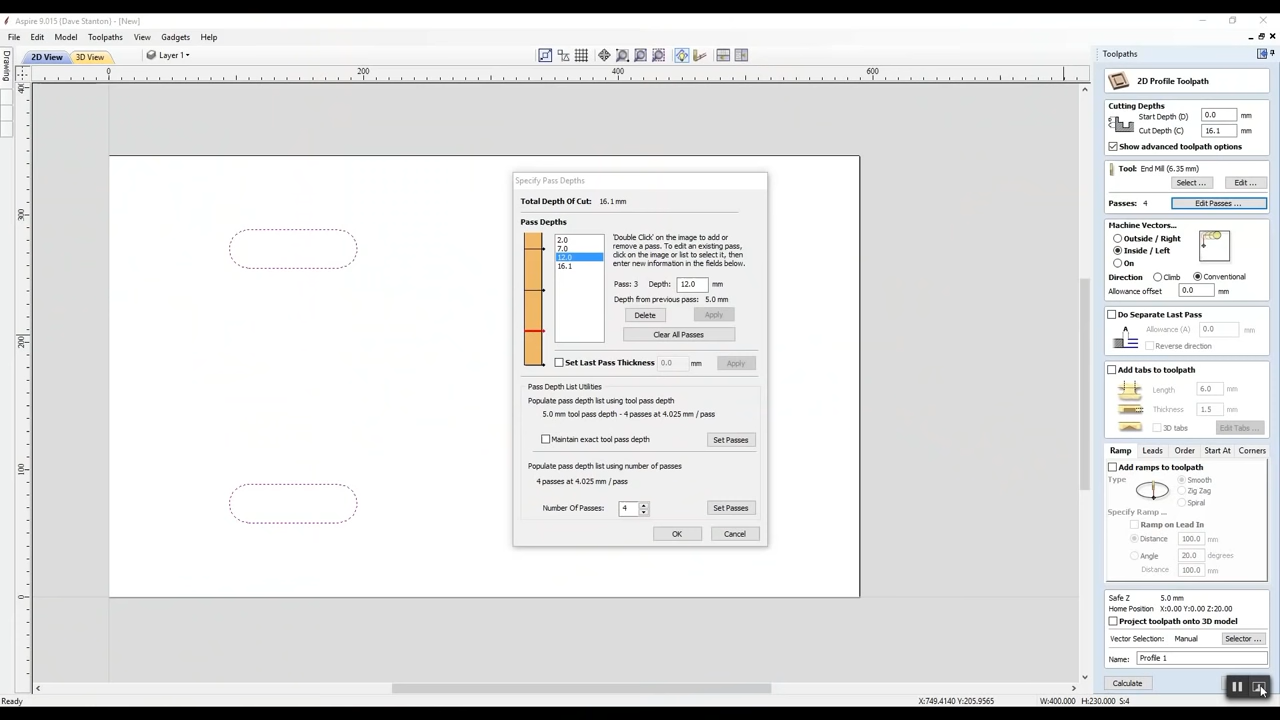 Aspire 9.015 (Dave Stanton) - [New]
File Edit Model Toolpaths View Gadgets Help
2D View 3D View Layer 1
Drawing
0 200 400 600
400
300
200
100
0
Specify Pass Depths
Total Depth Of Cut: 16.1 mm
Pass Depths
2.0
7.0
12.0
16.1
'Double Click' on the image to add or
remove a pass. To edit an existing pass,
click on the image or list to select it, then
enter new information in the fields below.
Pass: 3 Depth: 12.0 mm
Depth from previous pass: 5.0 mm
Delete Apply
Clear All Passes
Set Last Pass Thickness 0.0 mm Apply
Pass Depth List Utilities
Populate pass depth list using tool pass depth
5.0 mm tool pass depth - 4 passes at 4.025 mm / pass
Maintain exact tool pass depth Set Passes
Populate pass depth list using number of passes
4 passes at 4.025 mm / pass
Number Of Passes: 4 Set Passes
OK Cancel
Toolpaths
2D Profile Toolpath
Cutting Depths
Start Depth (D) 0.0 mm
Cut Depth (C) 16.1 mm
Show advanced toolpath options
Tool: End Mill (6.35 mm)
Select ... Edit ...
Passes: 4 Edit Passes ...
Machine Vectors...
Outside / Right
Inside / Left
On
Direction Climb Conventional
Allowance offset 0.0 mm
Do Separate Last Pass
A Allowance (A) 0.0 mm
Reverse direction
Add tabs to toolpath
Length 6.0 mm
Thickness 1.5 mm
3D tabs Edit Tabs ...
Ramp Leads Order Start At Corners
Add ramps to toolpath
Type Smooth
Zig Zag
Spiral
Specify Ramp ...
Ramp on Lead In
Distance 100.0 mm
Angle 20.0 degrees
Distance 100.0 mm
Safe Z 5.0 mm
Home Position X:0.00 Y:0.00 Z:20.00
Project toolpath onto 3D model
Vector Selection: Manual Selector ...
Name: Profile 1
Calculate
Ready X:749.4140 Y:205.9565 W:400.000 H:230.000 S:4